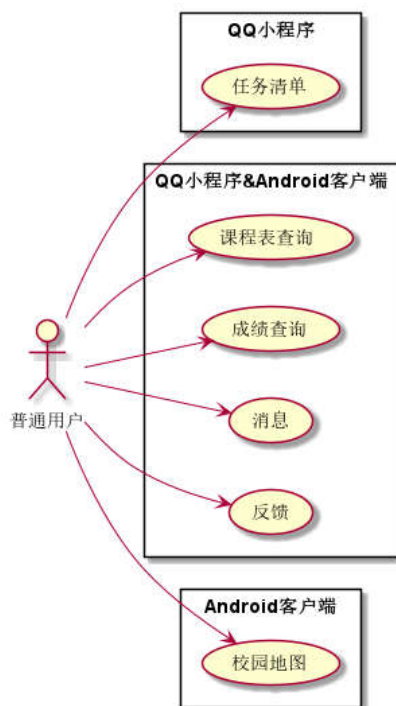 QQ小程序
任务清单
QQ小程序&Android客户端
课程表查询
成绩查询
消息
普通用户
反馈
Android客户端
校园地图